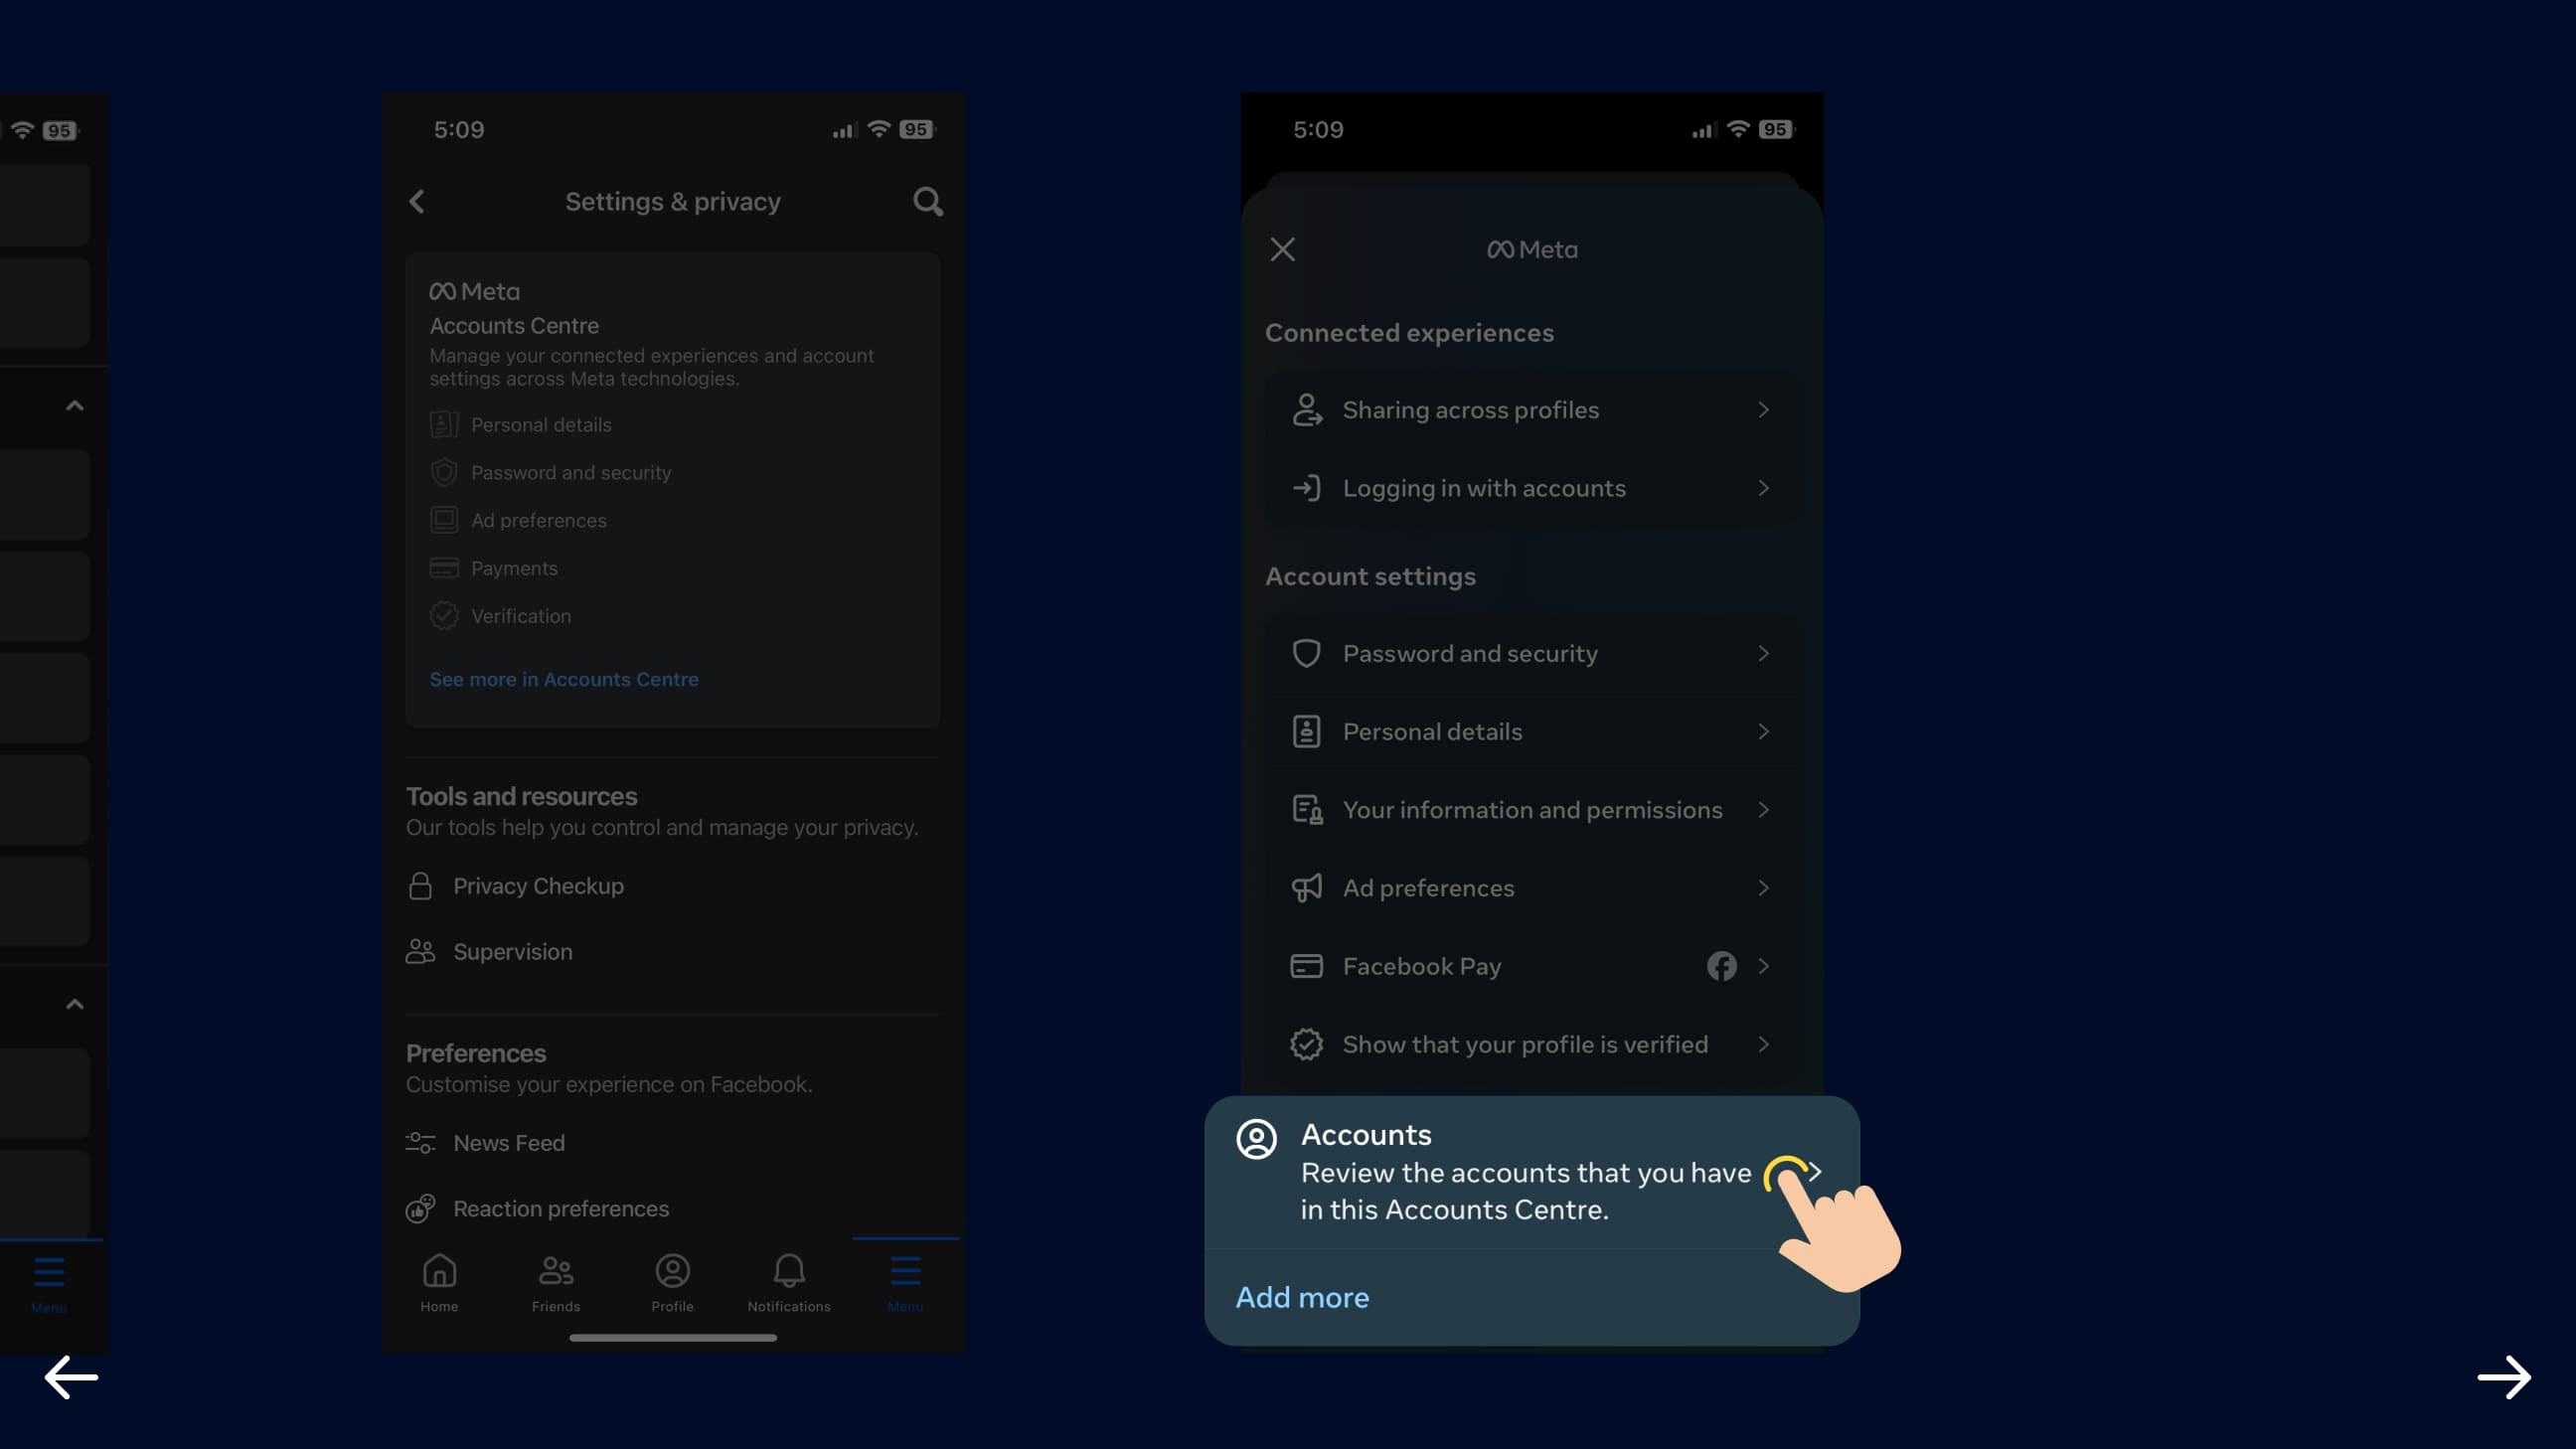 95
Menu
5:09
95
Settings & privacy
Meta
Accounts Centre
Manage your connected experiences and account
settings across Meta technologies.
Personal details
Password and security
Ad preferences
Payments
Verification
See more in Accounts Centre
Tools and resources
Our tools help you control and manage your privacy.
Privacy Checkup
Supervision
Preferences
Customise your experience on Facebook.
News Feed
Reaction preferences
Home
Friends
Profile
Notifications
Menu
5:09
95
Meta
Connected experiences
Sharing across profiles
Logging in with accounts
Account settings
Password and security
Personal details
Your information and permissions
Ad preferences
Facebook Pay
Show that your profile is verified
Accounts
Review the accounts that you have
in this Accounts Centre.
Add more